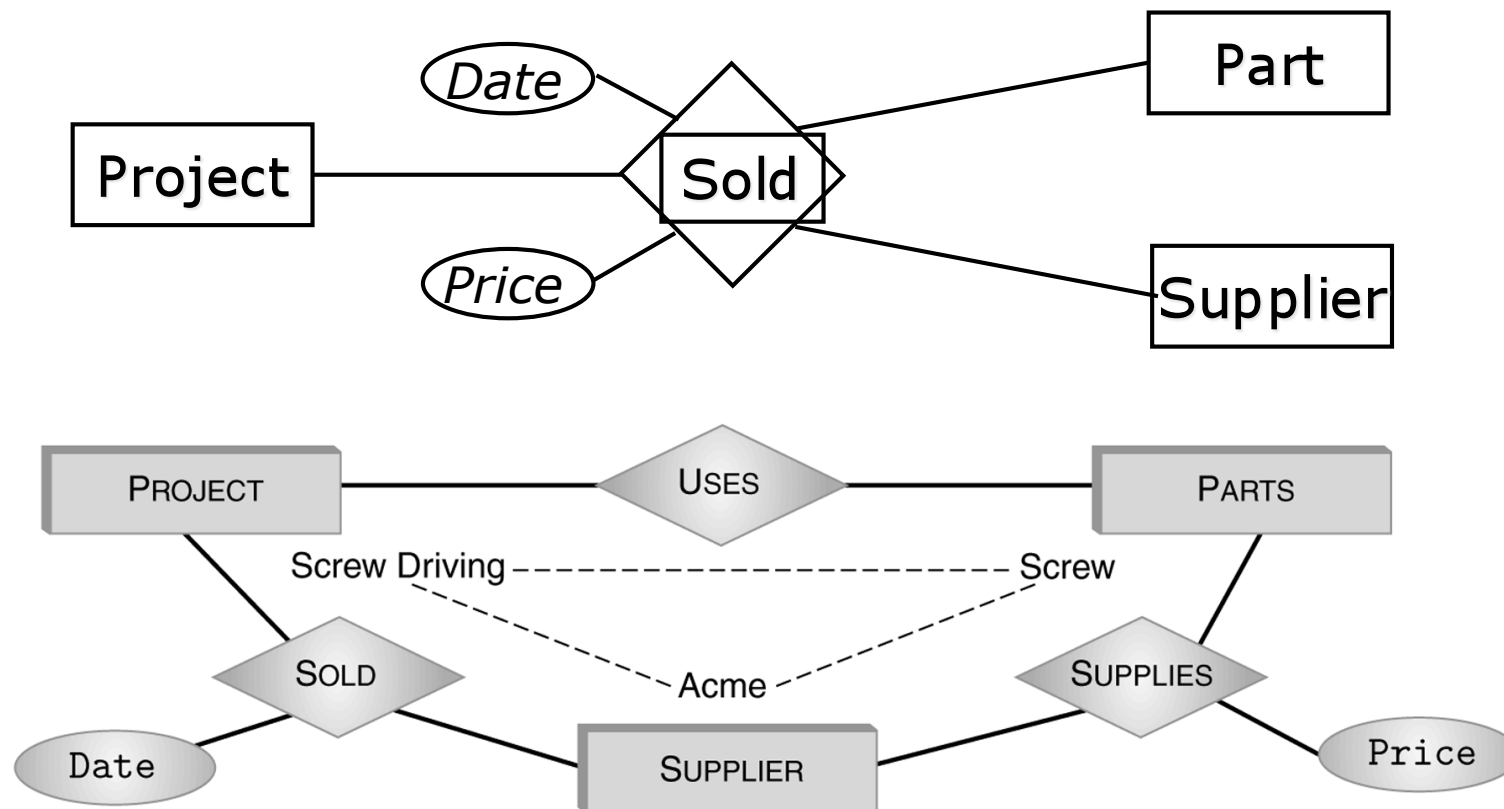 Date
Part
Project
Sold
Price
Supplier
PROJECT
USES
PARTS
Screw Driving
Screw
SOLD
Acme
SUPPLIES
Date
SUPPLIER
Price